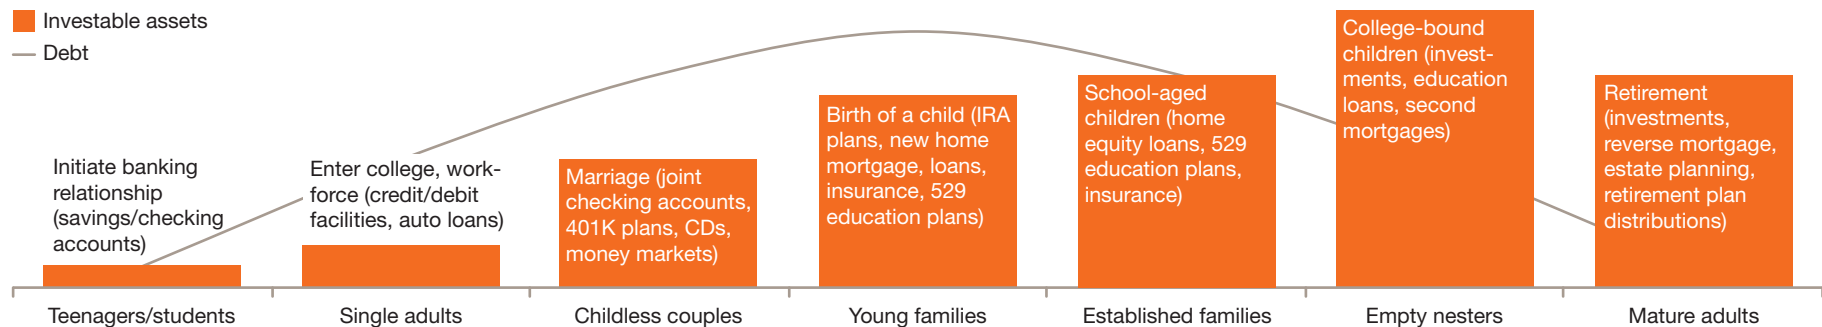 Investable assets
Debt
Initiate banking
relationship
(savings/checking
accounts)
Enter college, work-
force (credit/debit
facilities, auto loans)
Marriage (joint
checking accounts,
401K plans, CDs,
money markets)
Birth of a child (IRA
plans, new home
mortgage, loans,
insurance, 529
education plans)
School-aged
children (home
equity loans, 529
education plans,
insurance)
College-bound
children (invest-
ments, education
loans, second
mortgages)
Retirement
(investments,
reverse mortgage,
estate planning,
retirement plan
distributions)
Teenagers/students
Single adults
Childless couples
Young families
Established families
Empty nesters
Mature adults